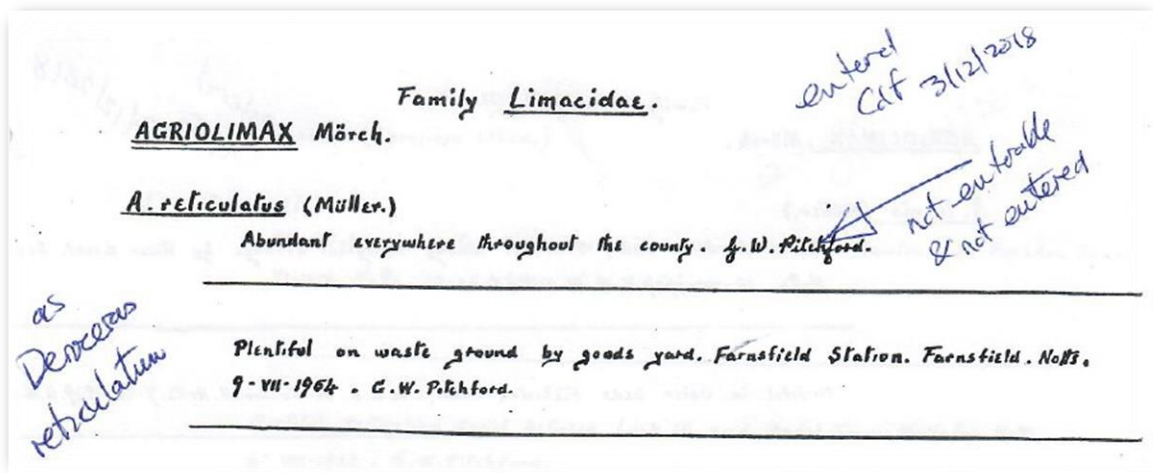 entered
Cdf 3/12/2018
Family Limacidae.
AGRIOLIMAX Mörch.
not enterable
& not entered
A. reticulatus (Müller.)
Abundant everywhere throughout the county. G. W. Pitchford.
as
Deroceras
reticulatum
Plentiful on waste ground by goods yard. Farnsfield Station. Farnsfield. Notts.
9-VII-1964. G. W. Pitchford.